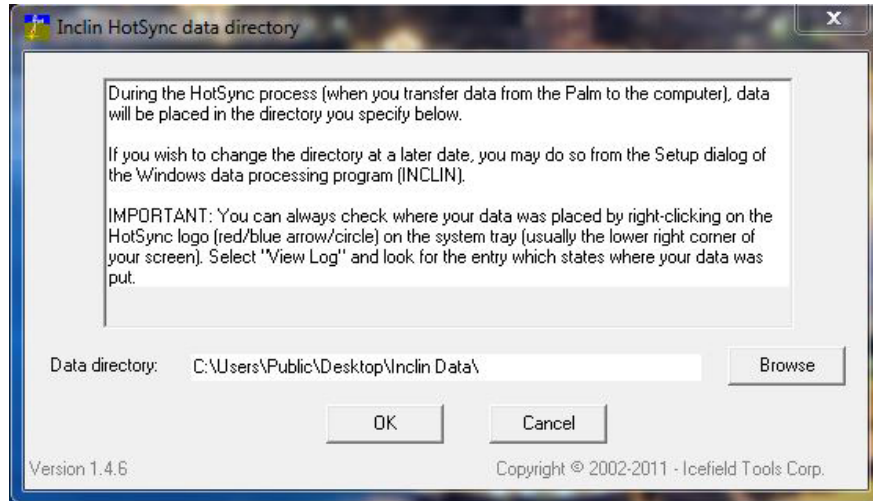 Inclin HotSync data directory
During the HotSync process (when you transfer data from the Palm to the computer), data
will be placed in the directory you specify below.
If you wish to change the directory at a later date, you may do so from the Setup dialog of
the Windows data processing program (INCLIN).
IMPORTANT: You can always check where your data was placed by right-clicking on the
HotSync logo (red/blue arrow/circle) on the system tray (usually the lower right corner of
your screen). Select "View Log" and look for the entry which states where your data was
put.
Data directory: C:\Users\Public\Desktop\Inclin Data\ Browse
OK Cancel
Version 1.4.6 Copyright © 2002-2011 - Icefield Tools Corp.